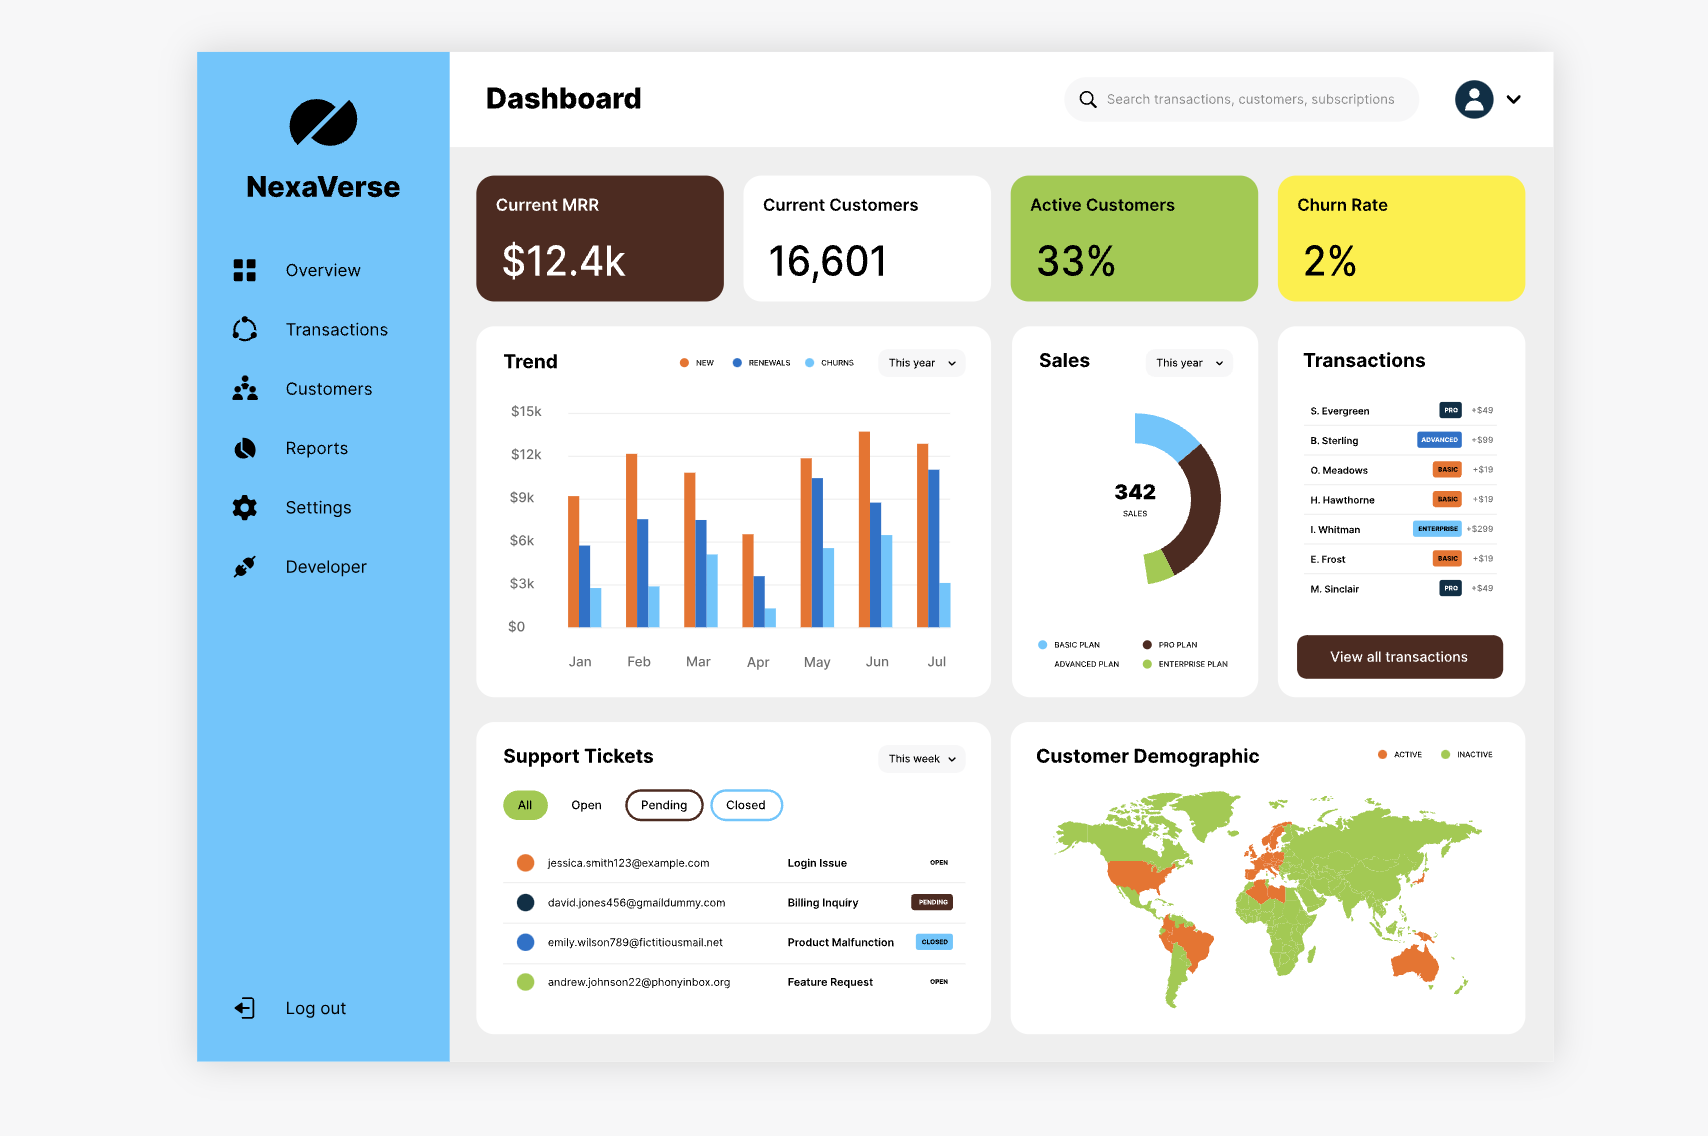 NexaVerse
Overview
Transactions
Customers
Reports
Settings
Developer
Log out
Dashboard
Search transactions, customers, subscriptions
Current MRR
$12.4k
Current Customers
16,601
Active Customers
33%
Churn Rate
2%
Trend
NEW RENEWALS CHURNS
This year
$15k
$12k
$9k
$6k
$3k
$0
Jan Feb Mar Apr May Jun Jul
Sales
This year
342
SALES
BASIC PLAN PRO PLAN
ADVANCED PLAN ENTERPRISE PLAN
Transactions
S. Evergreen PRO +$49
B. Sterling ADVANCED +$99
O. Meadows BASIC +$19
H. Hawthorne BASIC +$19
I. Whitman ENTERPRISE +$299
E. Frost BASIC +$19
M. Sinclair PRO +$49
View all transactions
Support Tickets
This week
All Open Pending Closed
jessica.smith123@example.com Login Issue OPEN
david.jones456@gmaildummy.com Billing Inquiry PENDING
emily.wilson789@fictitiousmail.net Product Malfunction CLOSED
andrew.johnson22@phonyinbox.org Feature Request OPEN
Customer Demographic
ACTIVE INACTIVE